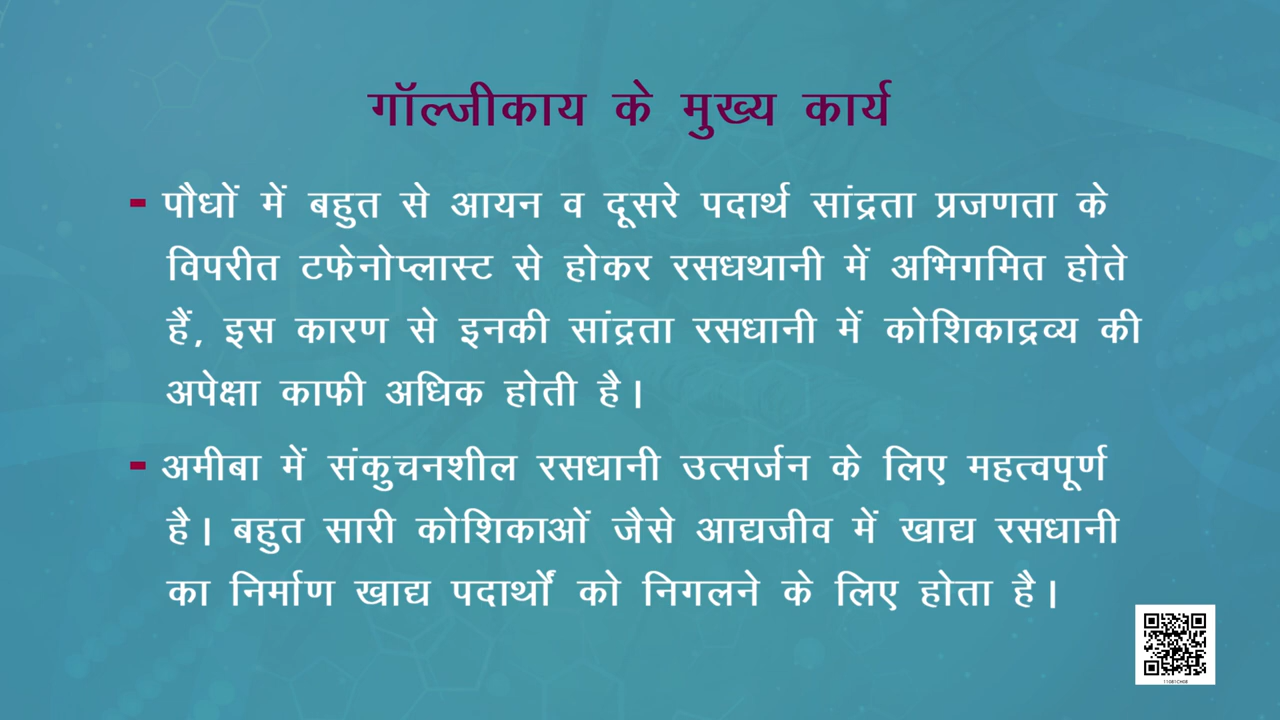 गॉल्जीकाय के मुख्य कार्य
- पौधों में बहुत से आयन व दूसरे पदार्थ सांद्रता प्रजणता के
विपरीत टफेनोप्लास्ट से होकर रसधथानी में अभिगमित होते
हैं, इस कारण से इनकी सांद्रता रसधानी में कोशिकाद्रव्य की
अपेक्षा काफी अधिक होती है।
- अमीबा में संकुचनशील रसधानी उत्सर्जन के लिए महत्वपूर्ण
है। बहुत सारी कोशिकाओं जैसे आद्यजीव में खाद्य रसधानी
का निर्माण खाद्य पदार्थों को निगलने के लिए होता है।